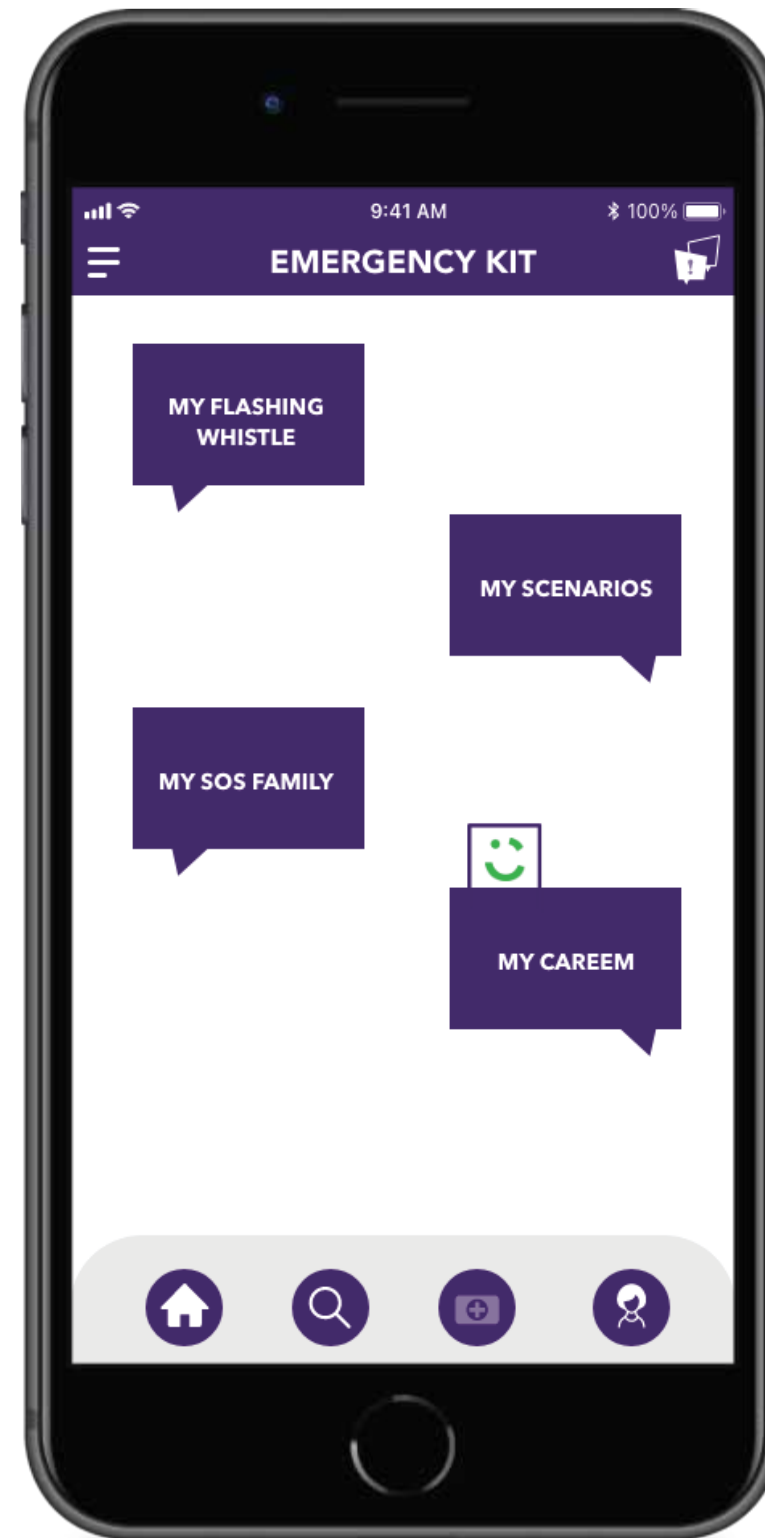 9:41 AM
100%
EMERGENCY KIT
!
MY FLASHING
WHISTLE
MY SCENARIOS
MY SOS FAMILY
MY CAREEM